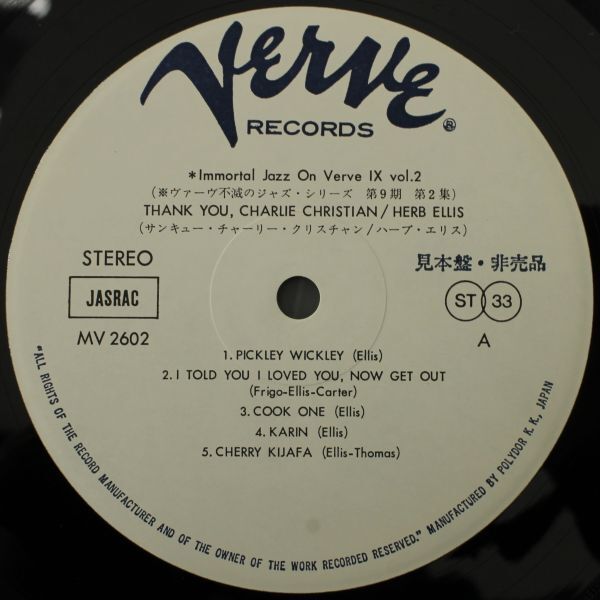 Verve®
RECORDS
*Immortal Jazz On Verve IX vol.2
(※ヴァーヴ不滅のジャズ・シリーズ 第9期 第2集)
THANK YOU, CHARLIE CHRISTIAN/HERB ELLIS
(サンキュー・チャーリー・クリスチャン/ハーブ・エリス)
STEREO
見本盤・非売品
JASRAC
ST 33
MV 2602
A
1. PICKLEY WICKLEY (Ellis)
2. I TOLD YOU I LOVED YOU, NOW GET OUT
(Frigo-Ellis-Carter)
3. COOK ONE (Ellis)
4. KARIN (Ellis)
5. CHERRY KIJAFA (Ellis-Thomas)
"ALL RIGHTS OF THE RECORD MANUFACTURER AND OF THE OWNER OF THE WORK RECORDED RESERVED." MANUFACTURED BY POLYDOR K. K., JAPAN